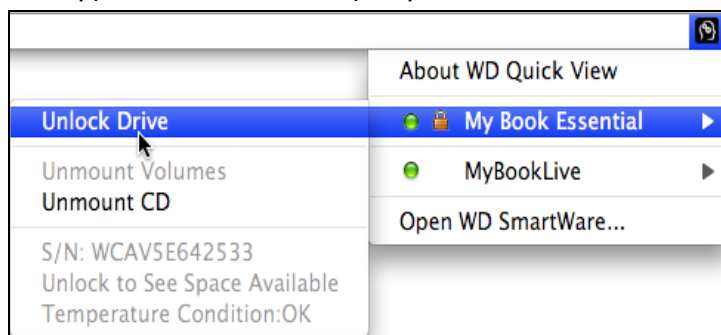 About WD Quick View
My Book Essential
MyBookLive
Open WD SmartWare...
Unlock Drive
Unmount Volumes
Unmount CD
S/N: WCAV5E642533
Unlock to See Space Available
Temperature Condition:OK